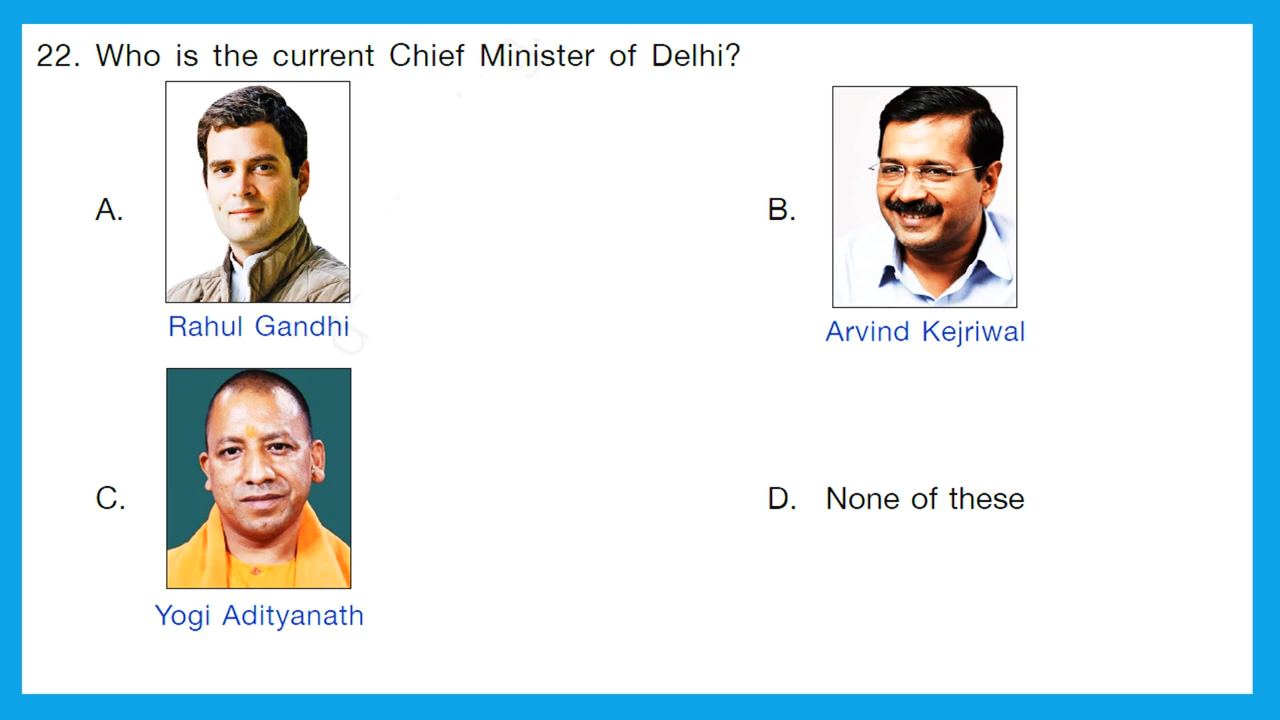 22. Who is the current Chief Minister of Delhi?
A.
Rahul Gandhi
B.
Arvind Kejriwal
C.
Yogi Adityanath
D. None of these